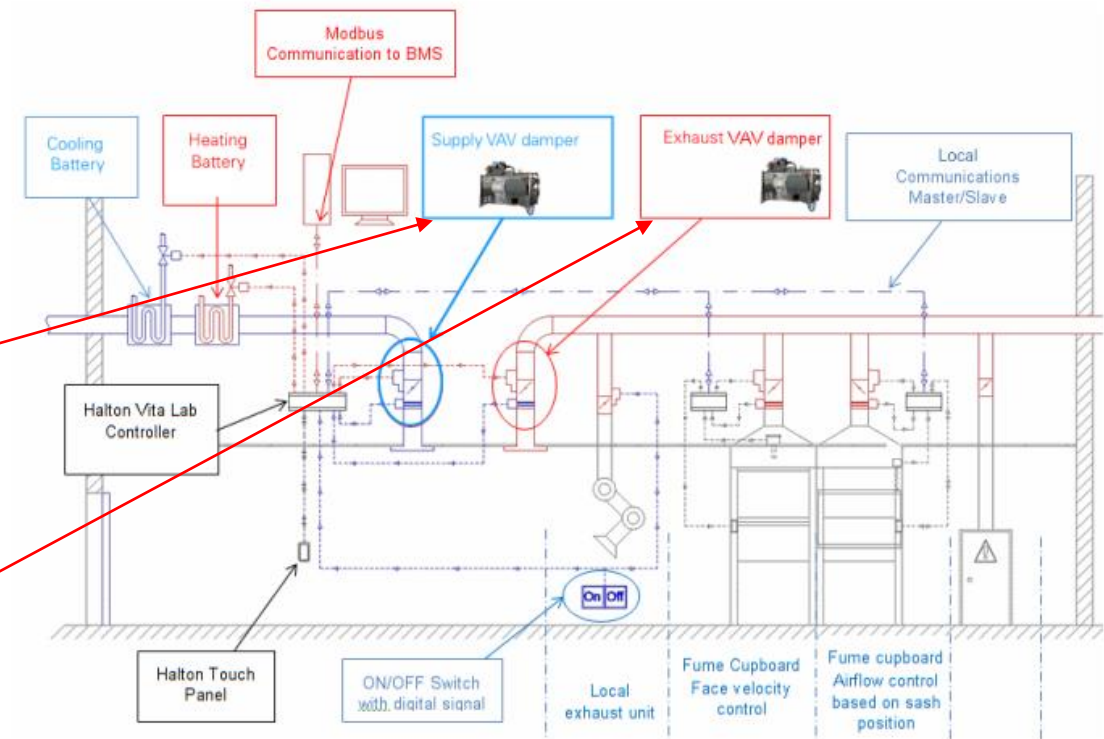 Modbus
Communication to BMS
Cooling
Battery
Heating
Battery
Supply VAV damper
Exhaust VAV damper
Local
Communications
Master/Slave
Halton Vita Lab
Controller
On Off
Halton Touch
Panel
ON/OFF Switch
with digital signal
Local
exhaust unit
Fume Cupboard
Face velocity
control
Fume cupboard
Airflow control
based on sash
position